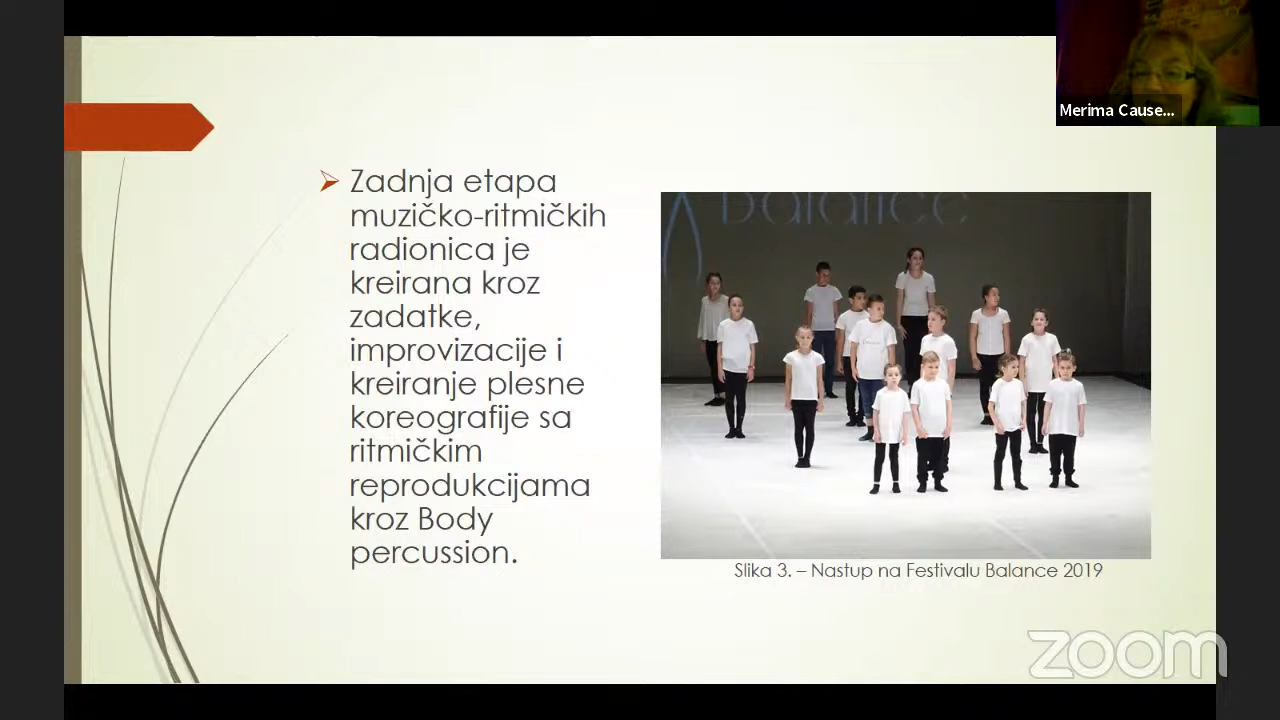 Merima Cause...
Zadnja etapa
muzičko-ritmičkih
radionica je
kreirana kroz
zadatke,
improvizacije i
kreiranje plesne
koreografije sa
ritmičkim
reprodukcijama
kroz Body
percussion.
Balance
Slika 3. – Nastup na Festivalu Balance 2019
zoom